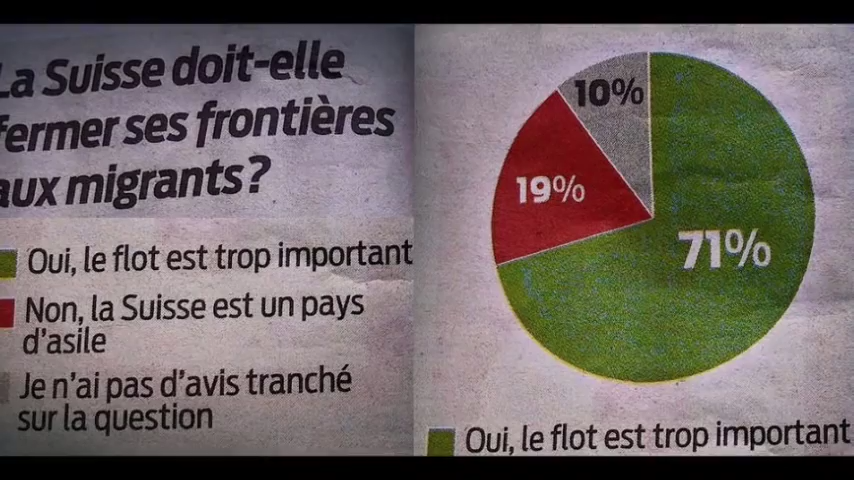 La Suisse doit-elle
fermer ses frontières
aux migrants?
Oui, le flot est trop important
Non, la Suisse est un pays
d'asile
Je n'ai pas d'avis tranché
sur la question
10%
19%
71%
Oui, le flot est trop important